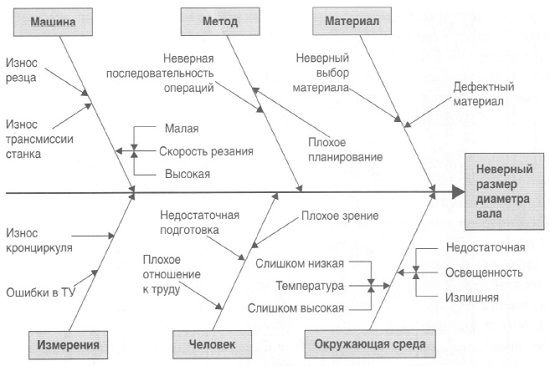 Машина
Метод
Материал
Износ
резца
Износ
трансмиссии
станка
Малая
Скорость резания
Высокая
Неверная
последовательность
операций
Плохое
планирование
Неверный
выбор
материала
Дефектный
материал
Неверный
размер
диаметра
вала
Износ
кронциркуля
Ошибки в ТУ
Недостаточная
подготовка
Плохое
отношение
к труду
Плохое зрение
Слишком низкая
Температура
Слишком высокая
Недостаточная
Освещенность
Излишняя
Измерения
Человек
Окружающая среда